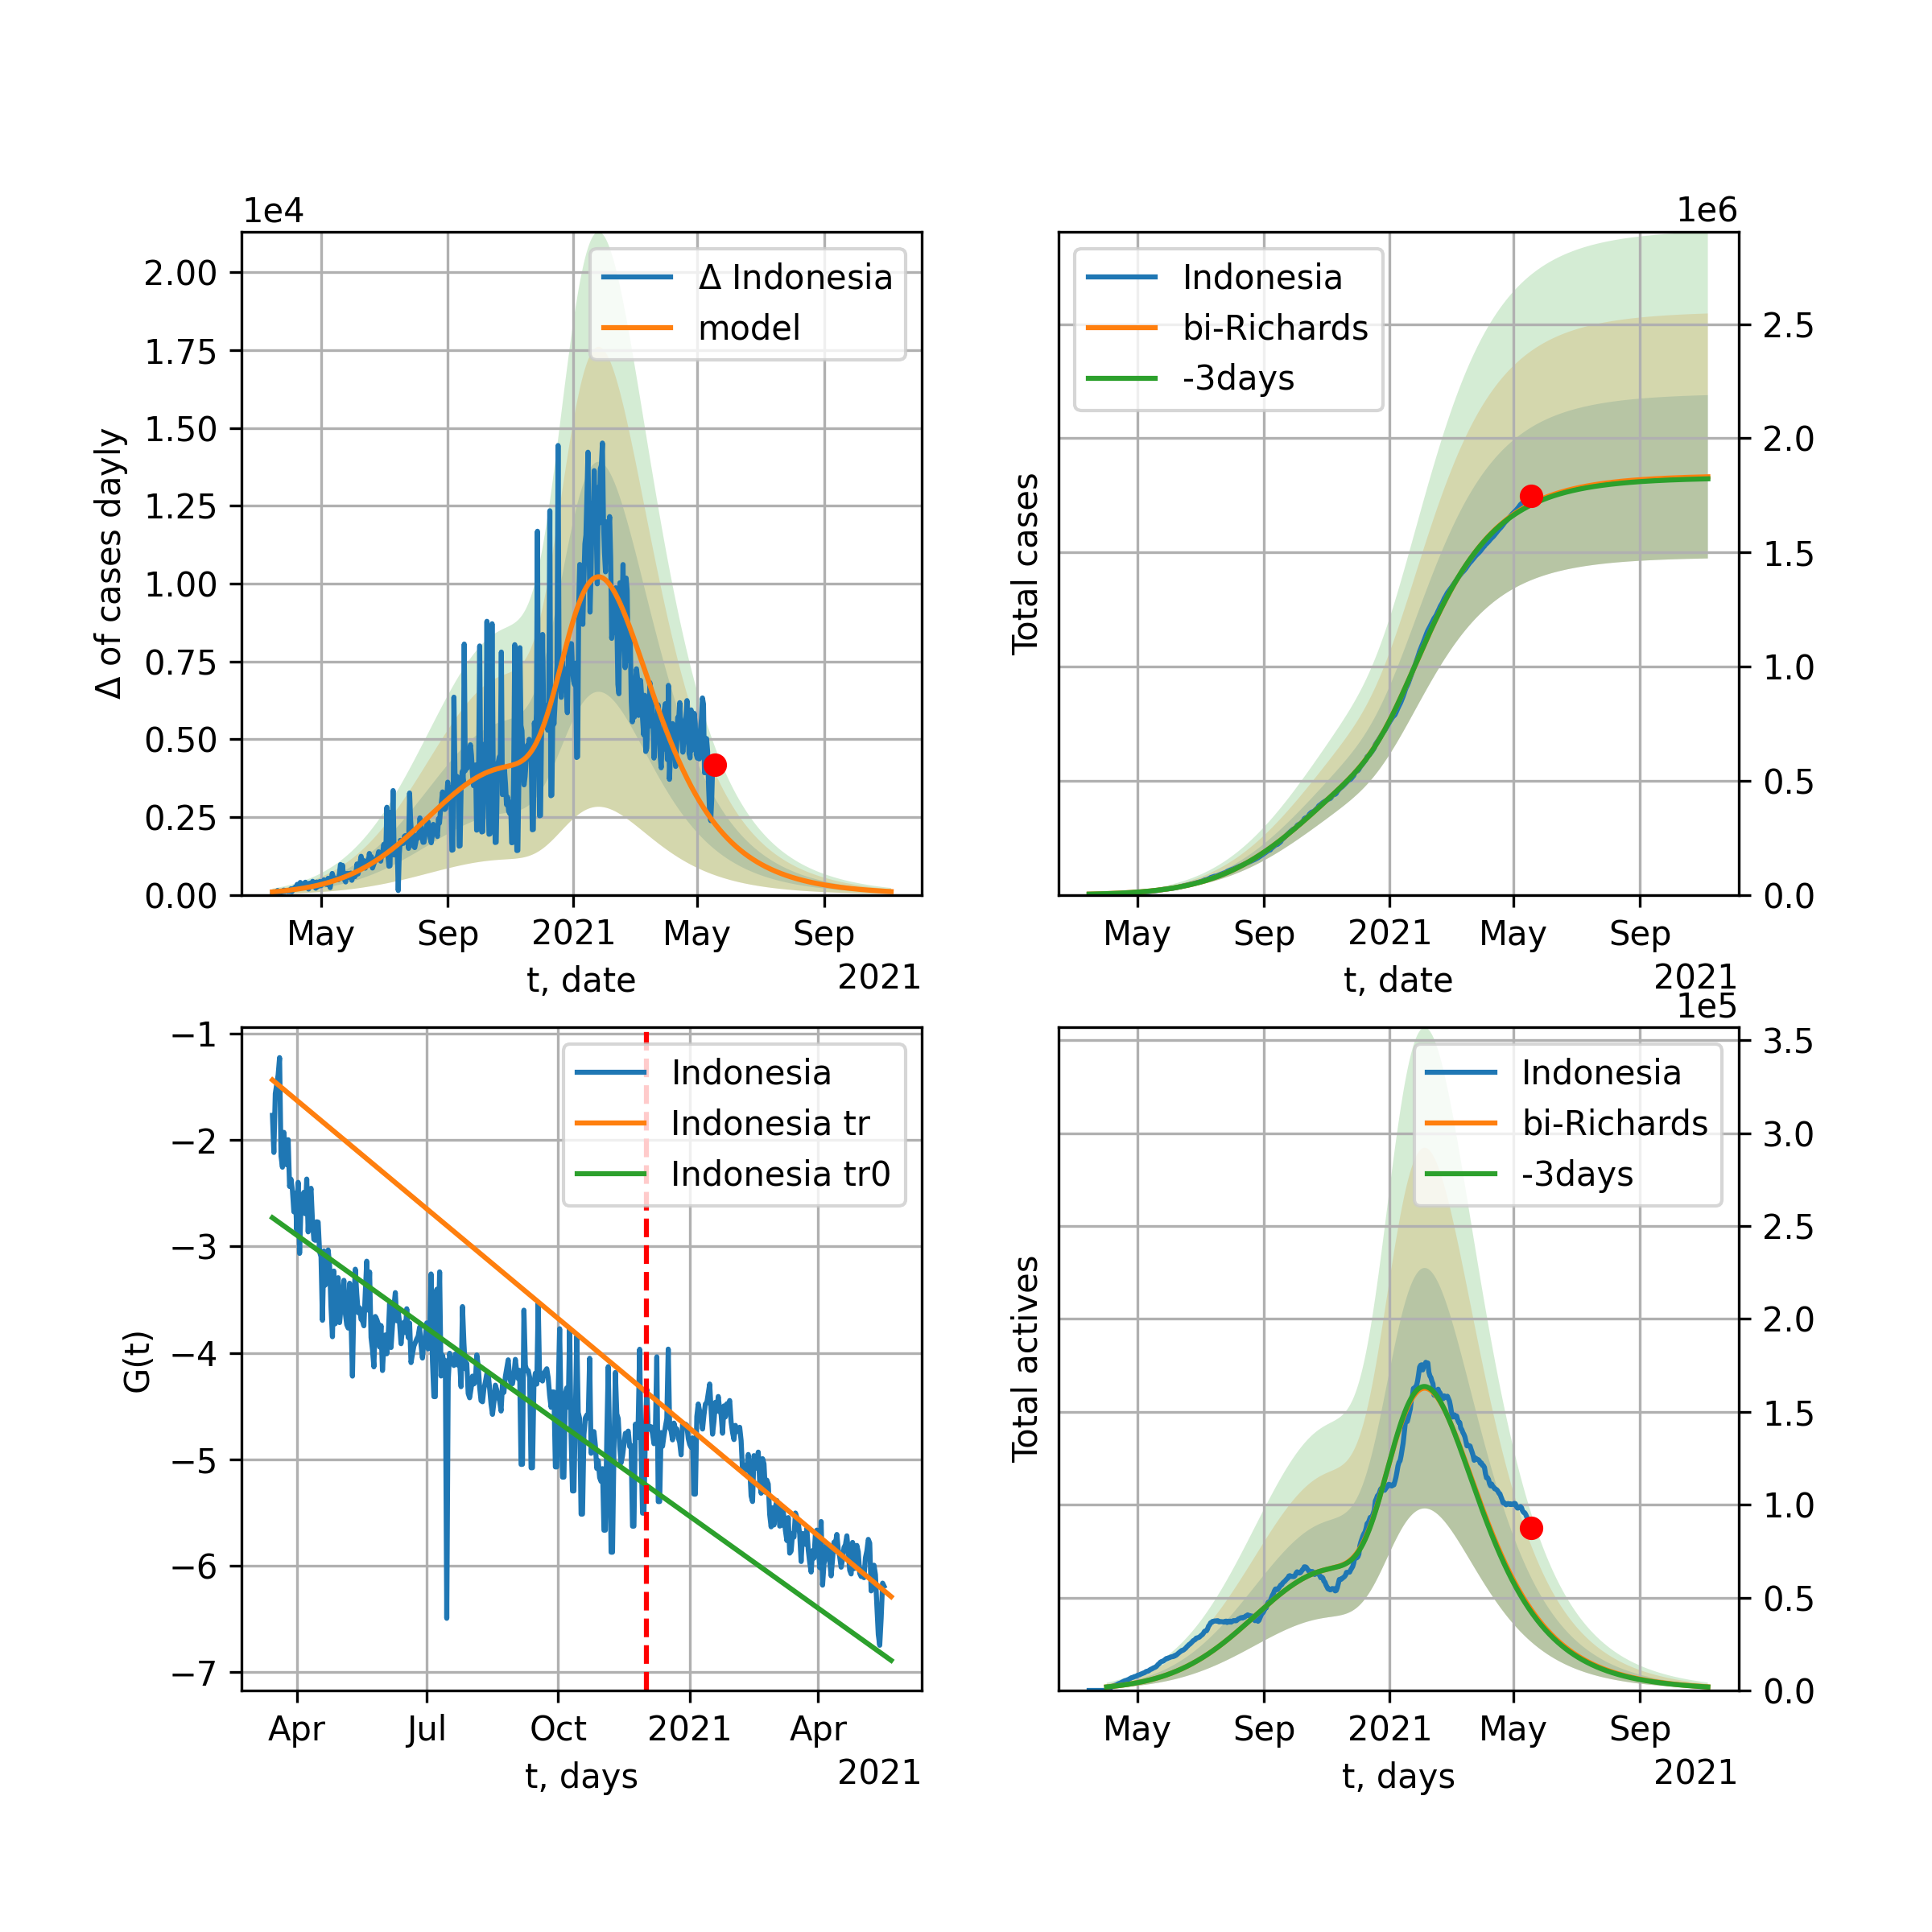 1e4
2.00
1.75
1.50
1.25
1.00
0.75
0.50
0.25
0.00
Δ of cases dayly
Δ Indonesia
model
May Sep 2021 May Sep
t, date
2021
1e6
2.5
2.0
1.5
1.0
0.5
0.0
Total cases
Indonesia
bi-Richards
-3days
May Sep 2021 May Sep
t, date
2021
−1
−2
−3
−4
−5
−6
−7
G(t)
Indonesia
Indonesia tr
Indonesia tr0
Apr Jul Oct 2021 Apr
t, days
2021
1e5
3.5
3.0
2.5
2.0
1.5
1.0
0.5
0.0
Total actives
Indonesia
bi-Richards
-3days
May Sep 2021 May Sep
t, days
2021